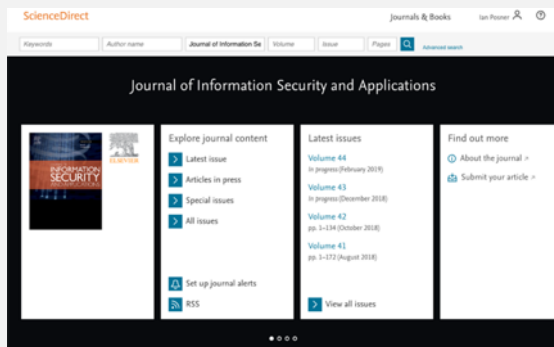 ScienceDirect
Journals & Books
Ian Posner
Keywords
Author name
Journal of Information Se
Volume
Issue
Pages
Advanced search
Journal of Information Security and Applications
INFORMATION
SECURITY
AND APPLICATIONS
ELSEVIER
Explore journal content
Latest issue
Articles in press
Special issues
All issues
Set up journal alerts
RSS
Latest issues
Volume 44
In progress (February 2019)
Volume 43
In progress (December 2018)
Volume 42
pp. 1–134 (October 2018)
Volume 41
pp. 1–172 (August 2018)
View all issues
Find out more
About the journal
Submit your article